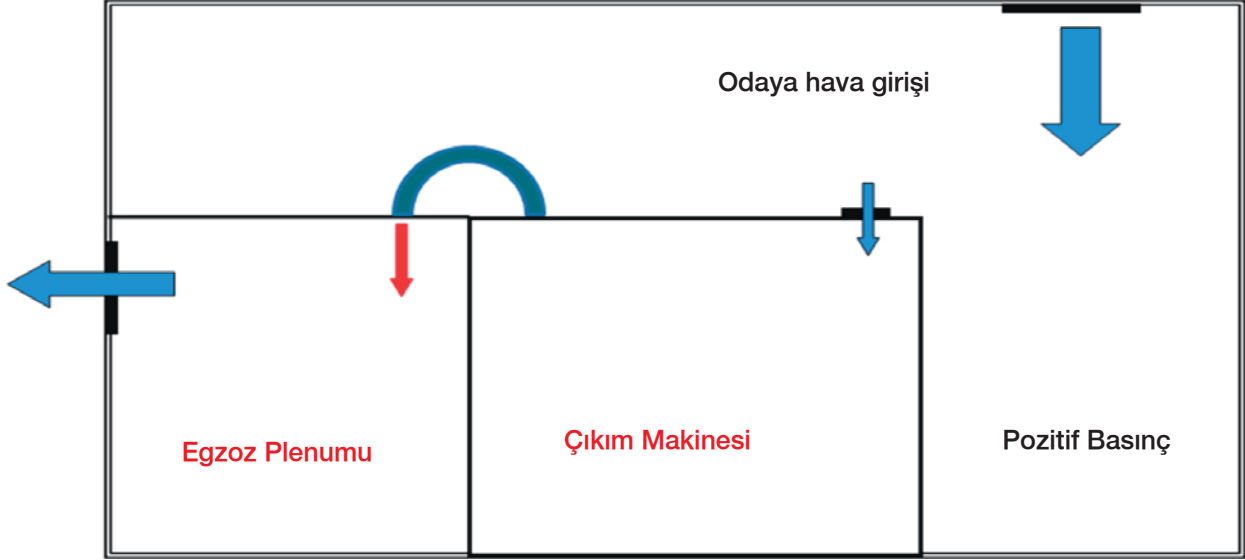 Odaya hava girişi
Egzoz Plenumu
Çıkım Makinesi
Pozitif Basınç